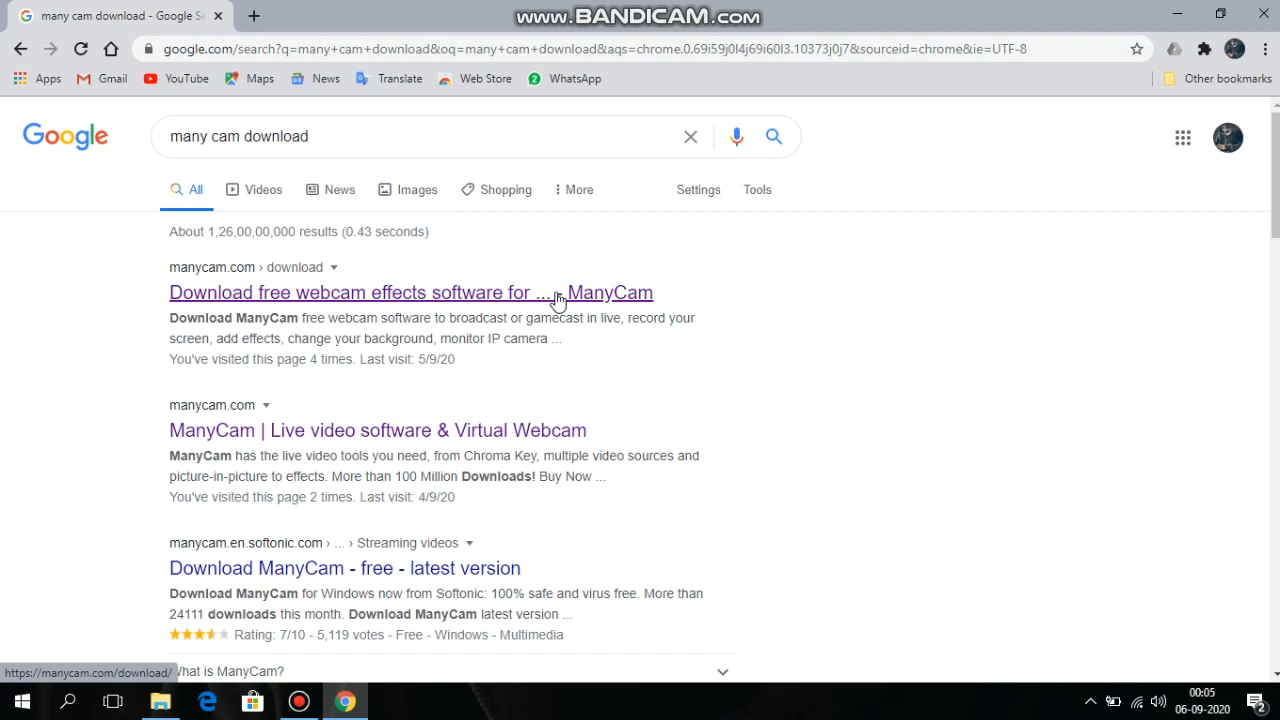 many cam download - Google Se
www.BANDICAM.com
google.com/search?q=many+cam+download&oq=many+cam+download&aqs=chrome.0.69i59j0l4j69i60l3.10373j0j7&sourceid=chrome&ie=UTF-8
Apps
Gmail
YouTube
Maps
News
Translate
Web Store
2
WhatsApp
Other bookmarks
Google
many cam download
All
Videos
News
Images
Shopping
More
Settings
Tools
About 1,26,00,00,000 results (0.43 seconds)
manycam.com › download
Download free webcam effects software for ... - ManyCam
Download ManyCam free webcam software to broadcast or gamecast in live, record your
screen, add effects, change your background, monitor IP camera ...
You've visited this page 4 times. Last visit: 5/9/20
manycam.com
ManyCam | Live video software & Virtual Webcam
ManyCam has the live video tools you need, from Chroma Key, multiple video sources and
picture-in-picture to effects. More than 100 Million Downloads! Buy Now ...
You've visited this page 2 times. Last visit: 4/9/20
manycam.en.softonic.com › ... › Streaming videos
Download ManyCam - free - latest version
Download ManyCam for Windows now from Softonic: 100% safe and virus free. More than
24111 downloads this month. Download ManyCam latest version ...
Rating: 7/10 - 5,119 votes - Free - Windows - Multimedia
What is ManyCam?
https://manycam.com/download/
00:05
06-09-2020
2